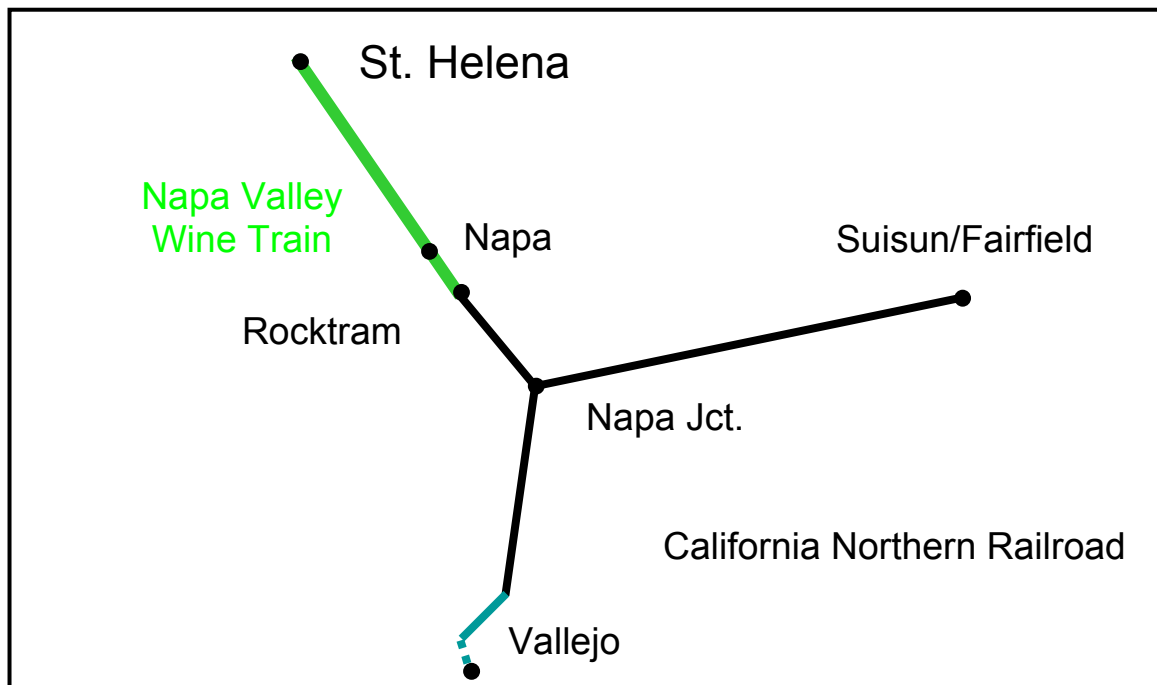 St. Helena
Napa Valley
Wine Train
Napa
Suisun/Fairfield
Rocktram
Napa Jct.
California Northern Railroad
Vallejo